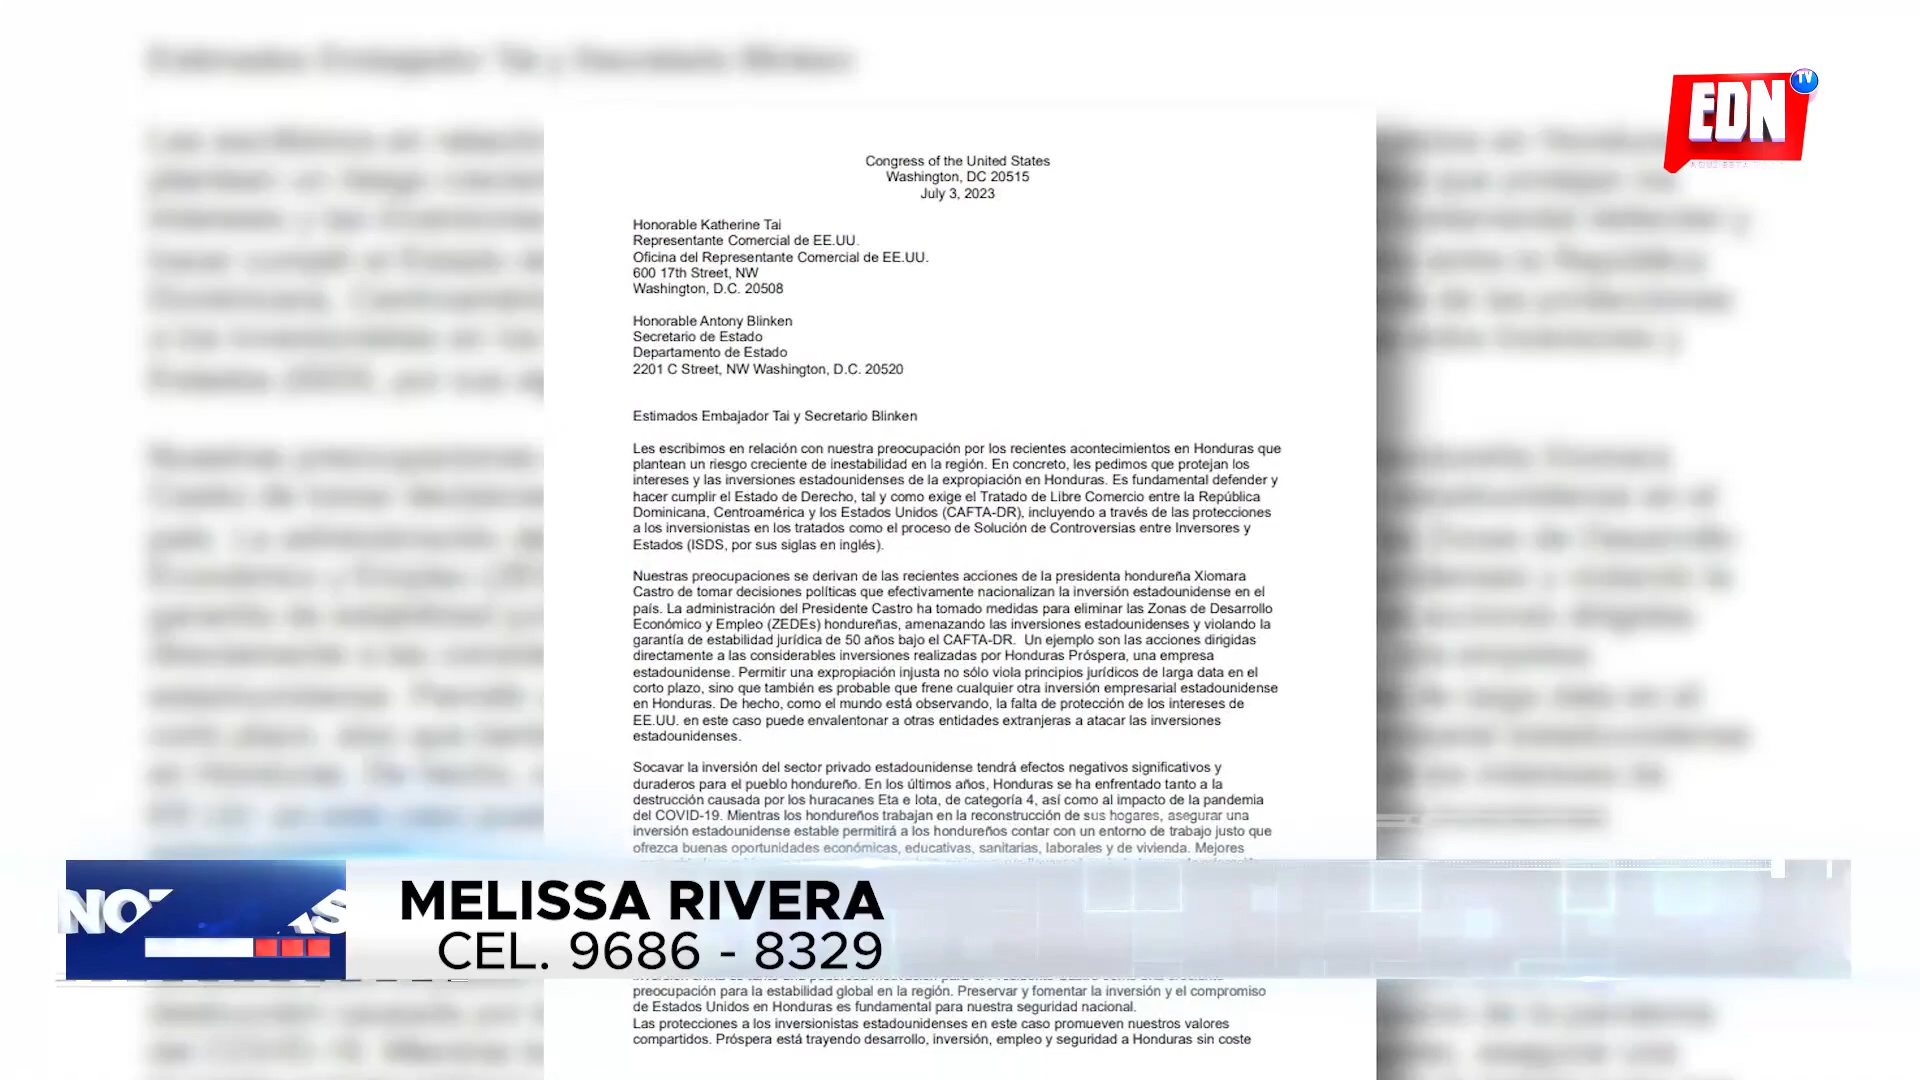 Estimados Embajador Tai y Secretario Blinken
EDN TV
Congress of the United States
Washington, DC 20515
July 3, 2023
Honorable Katherine Tai
Representante Comercial de EE.UU.
Oficina del Representante Comercial de EE.UU.
600 17th Street, NW
Washington, D.C. 20508
Honorable Antony Blinken
Secretario de Estado
Departamento de Estado
2201 C Street, NW Washington, D.C. 20520
Estimados Embajador Tai y Secretario Blinken
Les escribimos en relación con nuestra preocupación por los recientes acontecimientos en Honduras que
plantean un riesgo creciente de inestabilidad en la región. En concreto, les pedimos que protejan los
intereses y las inversiones estadounidenses de la expropiación en Honduras. Es fundamental defender y
hacer cumplir el Estado de Derecho, tal y como exige el Tratado de Libre Comercio entre la República
Dominicana, Centroamérica y los Estados Unidos (CAFTA-DR), incluyendo a través de las protecciones
a los inversionistas en los tratados como el proceso de Solución de Controversias entre Inversores y
Estados (ISDS, por sus siglas en inglés).
Nuestras preocupaciones se derivan de las recientes acciones de la presidenta hondureña Xiomara
Castro de tomar decisiones políticas que efectivamente nacionalizan la inversión estadounidense en el
país. La administración del Presidente Castro ha tomado medidas para eliminar las Zonas de Desarrollo
Económico y Empleo (ZEDEs) hondureñas, amenazando las inversiones estadounidenses y violando la
garantía de estabilidad jurídica de 50 años bajo el CAFTA-DR. Un ejemplo son las acciones dirigidas
directamente a las considerables inversiones realizadas por Honduras Próspera, una empresa
estadounidense. Permitir una expropiación injusta no sólo viola principios jurídicos de larga data en el
corto plazo, sino que también es probable que frene cualquier otra inversión empresarial estadounidense
en Honduras. De hecho, como el mundo está observando, la falta de protección de los intereses de
EE.UU. en este caso puede envalentonar a otras entidades extranjeras a atacar las inversiones
estadounidenses.
Socavar la inversión del sector privado estadounidense tendrá efectos negativos significativos y
duraderos para el pueblo hondureño. En los últimos años, Honduras se ha enfrentado tanto a la
destrucción causada por los huracanes Eta e Iota, de categoría 4, así como al impacto de la pandemia
del COVID-19. Mientras los hondureños trabajan en la reconstrucción de sus hogares, asegurar una
inversión estadounidense estable permitirá a los hondureños contar con un entorno de trabajo justo que
ofrezca buenas oportunidades económicas, educativas, sanitarias, laborales y de vivienda. Mejores
MELISSA RIVERA
CEL. 9686 - 8329
preocupación para la estabilidad global en la región. Preservar y fomentar la inversión y el compromiso
de Estados Unidos en Honduras es fundamental para nuestra seguridad nacional.
Las protecciones a los inversionistas estadounidenses en este caso promueven nuestros valores
compartidos. Próspera está trayendo desarrollo, inversión, empleo y seguridad a Honduras sin coste